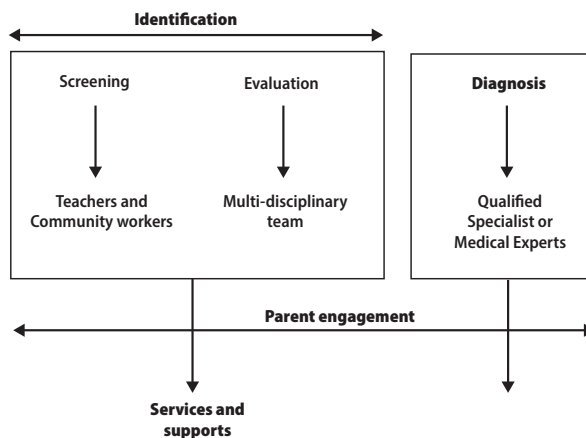 Identification
Screening
Evaluation
Diagnosis
Teachers and
Community workers
Multi-disciplinary
team
Qualified
Specialist or
Medical Experts
Parent engagement
Services and
supports